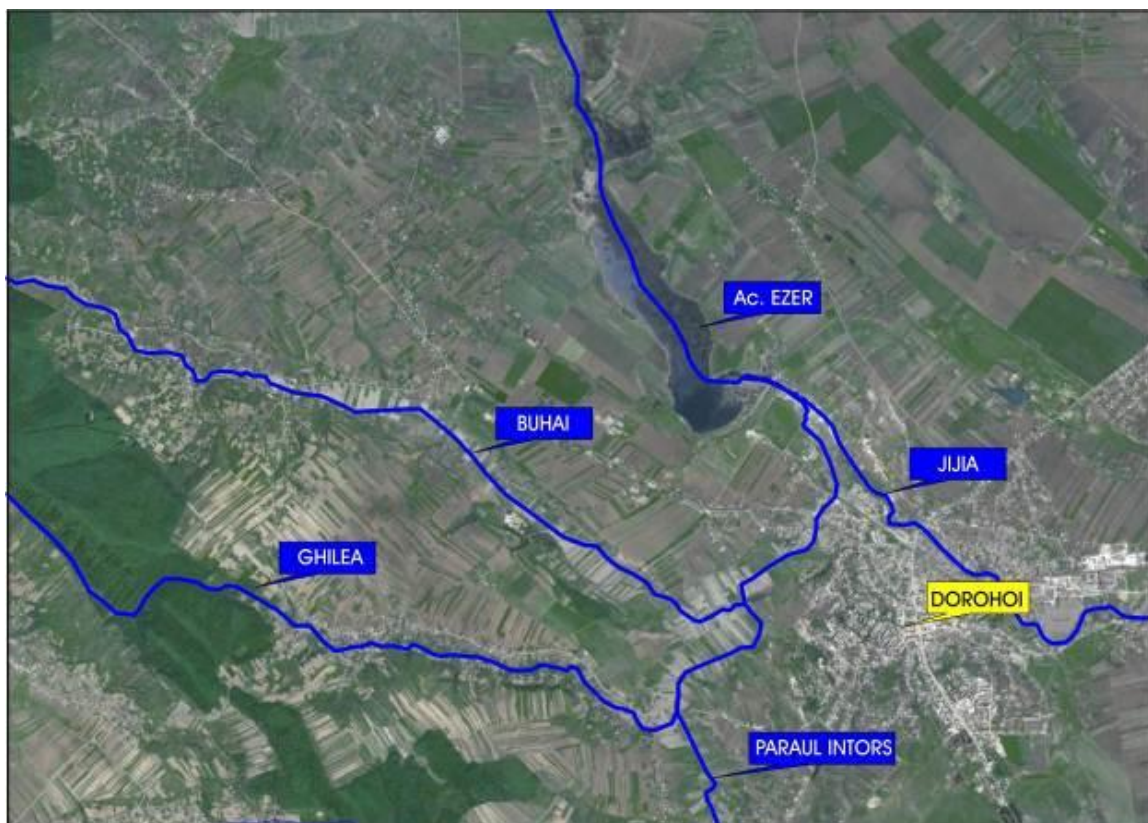 Ac. EZER
BUHAI
JIJIA
GHILEA
DOROHOI
PARAUL INTORS